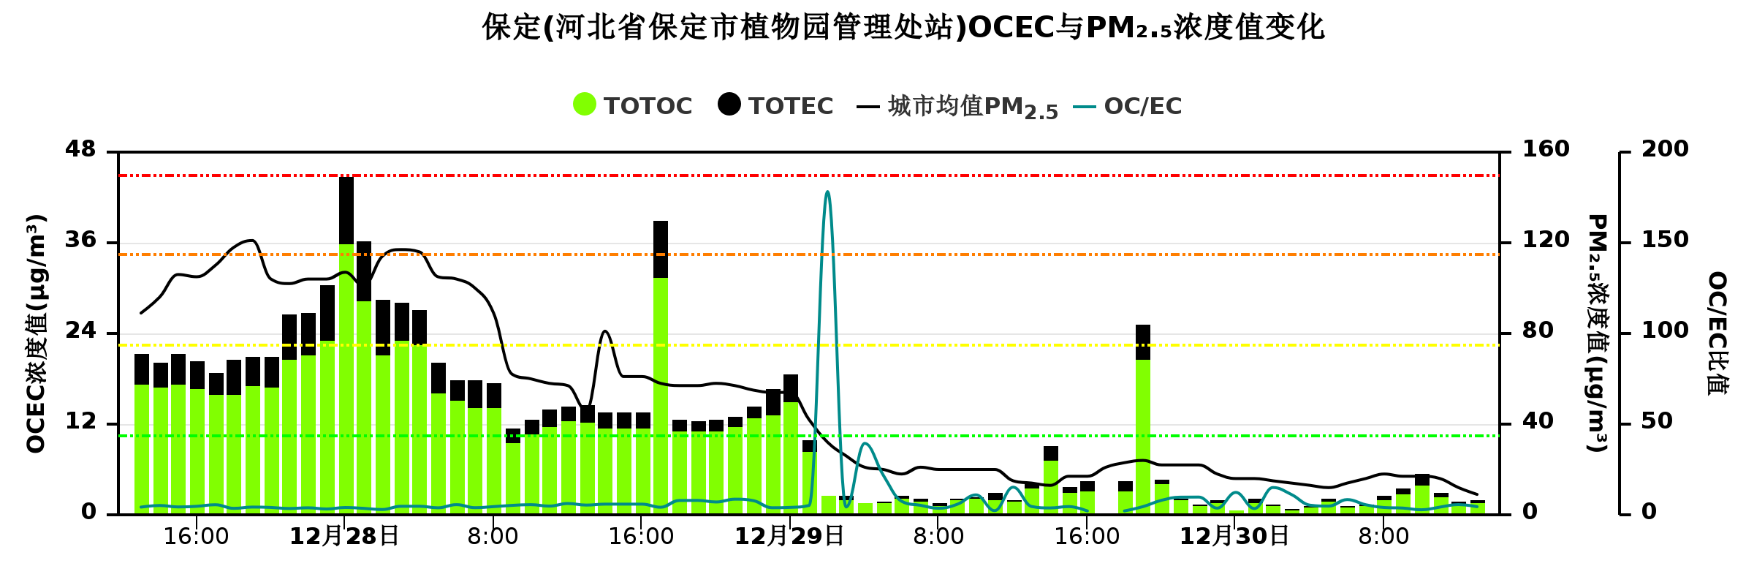 保定(河北省保定市植物园管理处站)OCEC与PM₂.₅浓度值变化
TOTOC TOTEC 城市均值PM2.5 OC/EC
48 160 200
36 120 150
24 80 100
12 40 50
0 0 0
OCEC浓度值(μg/m³)
PM₂.₅浓度值(μg/m³)
OC/EC比值
16:00 12月28日 8:00 16:00 12月29日 8:00 16:00 12月30日 8:00